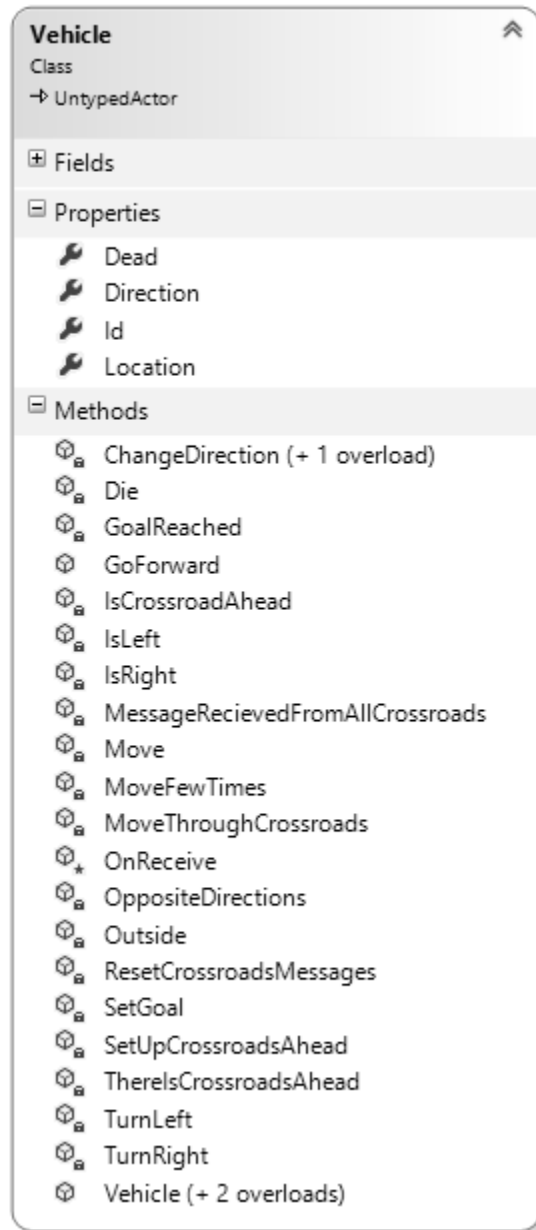 Vehicle
Class
UntypedActor
Fields
Properties
Dead
Direction
Id
Location
Methods
ChangeDirection (+ 1 overload)
Die
GoalReached
GoForward
IsCrossroadAhead
IsLeft
IsRight
MessageRecievedFromAllCrossroads
Move
MoveFewTimes
MoveThroughCrossroads
OnReceive
OppositeDirections
Outside
ResetCrossroadsMessages
SetGoal
SetUpCrossroadsAhead
ThereIsCrossroadsAhead
TurnLeft
TurnRight
Vehicle (+ 2 overloads)